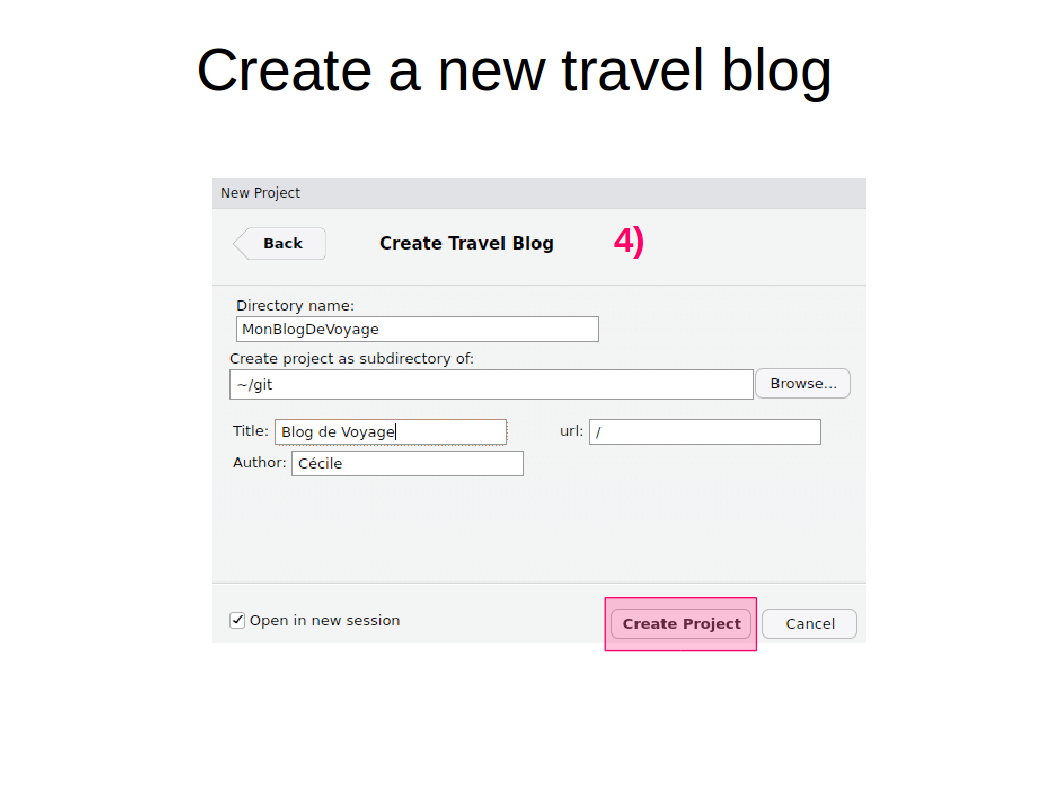 Create a new travel blog
New Project
Back
Create Travel Blog
4)
Directory name:
MonBlogDeVoyage
Create project as subdirectory of:
~/git
Browse...
Title: Blog de Voyage url: /
Author: Cécile
Open in new session
Create Project
Cancel